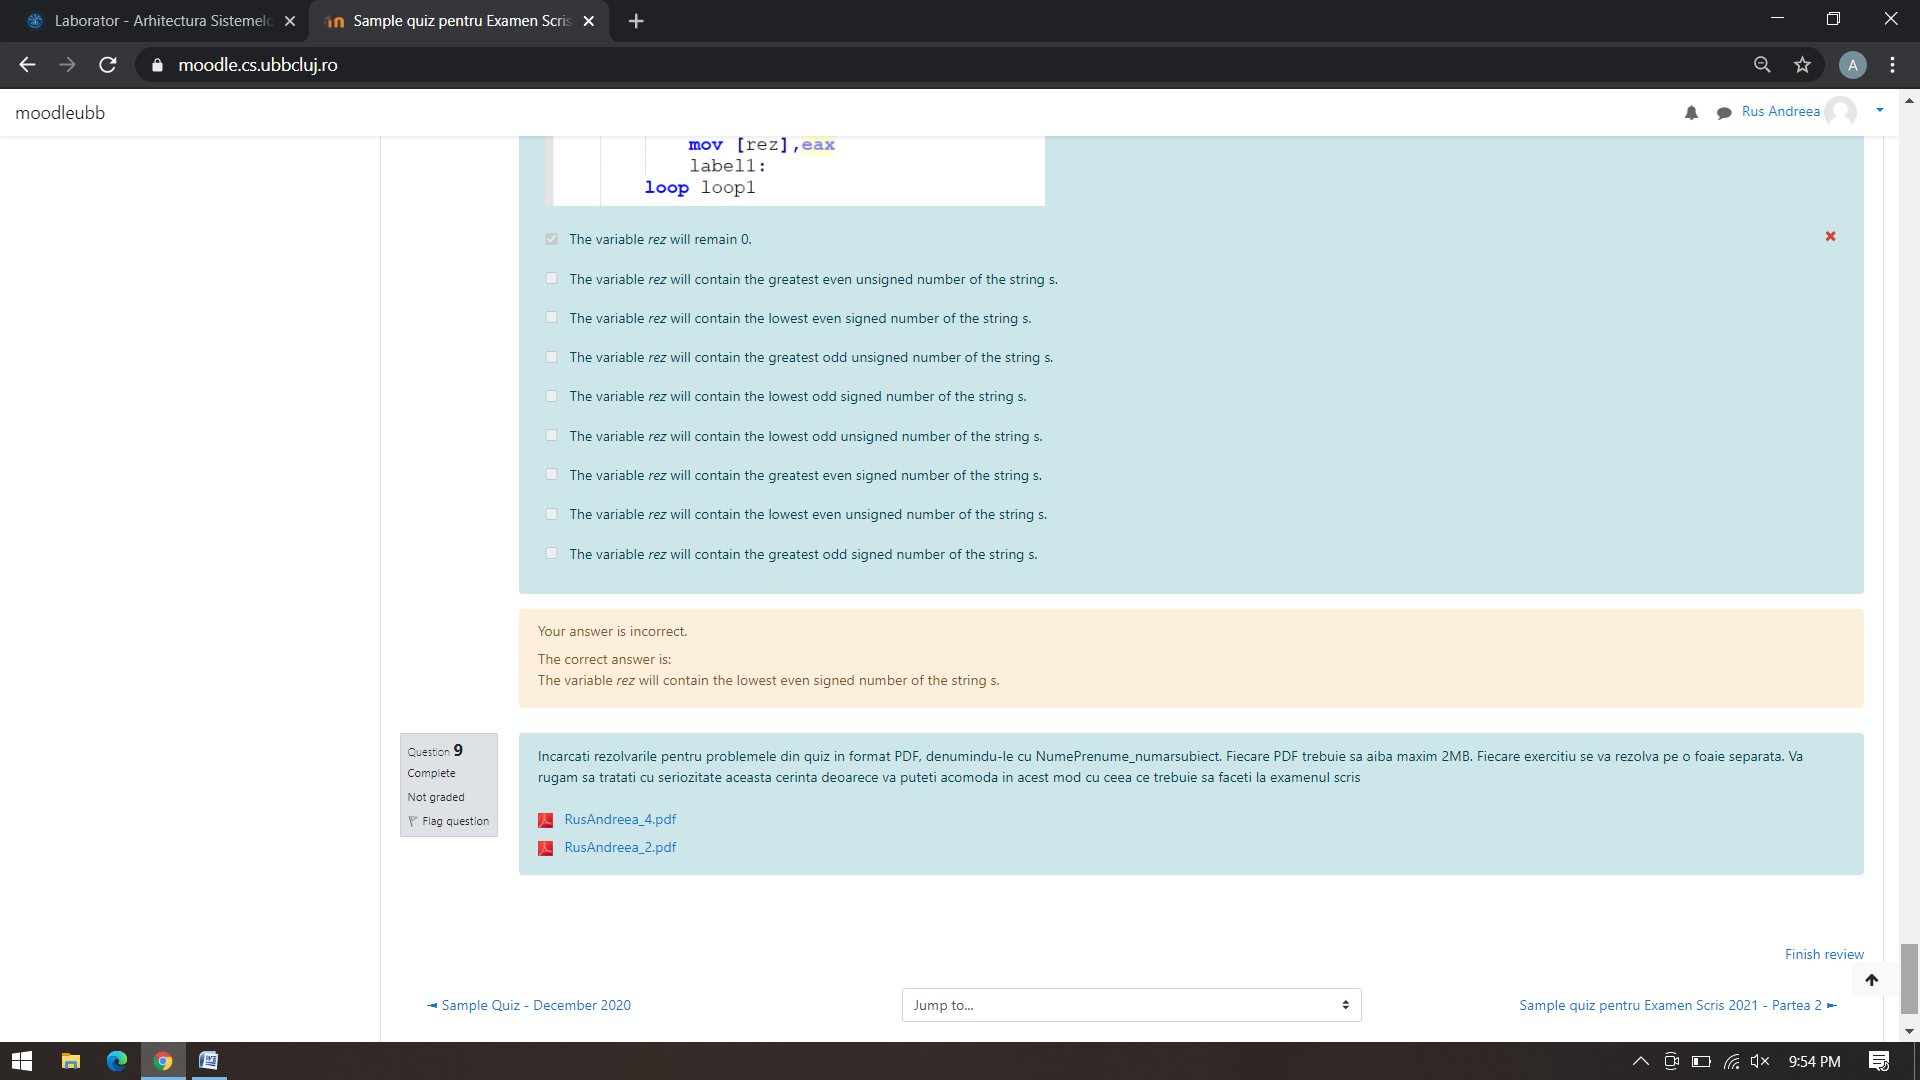 Laborator - Arhitectura Sistemelo
Sample quiz pentru Examen Scris
moodle.cs.ubbcluj.ro
A
moodleubb
Rus Andreea
mov [rez],eax
label1:
loop loop1
The variable rez will remain 0.
The variable rez will contain the greatest even unsigned number of the string s.
The variable rez will contain the lowest even signed number of the string s.
The variable rez will contain the greatest odd unsigned number of the string s.
The variable rez will contain the lowest odd signed number of the string s.
The variable rez will contain the lowest odd unsigned number of the string s.
The variable rez will contain the greatest even signed number of the string s.
The variable rez will contain the lowest even unsigned number of the string s.
The variable rez will contain the greatest odd signed number of the string s.
Your answer is incorrect.
The correct answer is:
The variable rez will contain the lowest even signed number of the string s.
Question 9
Complete
Not graded
Flag question
Incarcati rezolvarile pentru problemele din quiz in format PDF, denumindu-le cu NumePrenume_numarsubiect. Fiecare PDF trebuie sa aiba maxim 2MB. Fiecare exercitiu se va rezolva pe o foaie separata. Va
rugam sa tratati cu seriozitate aceasta cerinta deoarece va puteti acomoda in acest mod cu ceea ce trebuie sa faceti la examenul scris
RusAndreea_4.pdf
RusAndreea_2.pdf
Finish review
◄ Sample Quiz - December 2020
Jump to...
Sample quiz pentru Examen Scris 2021 - Partea 2 ►
9:54 PM